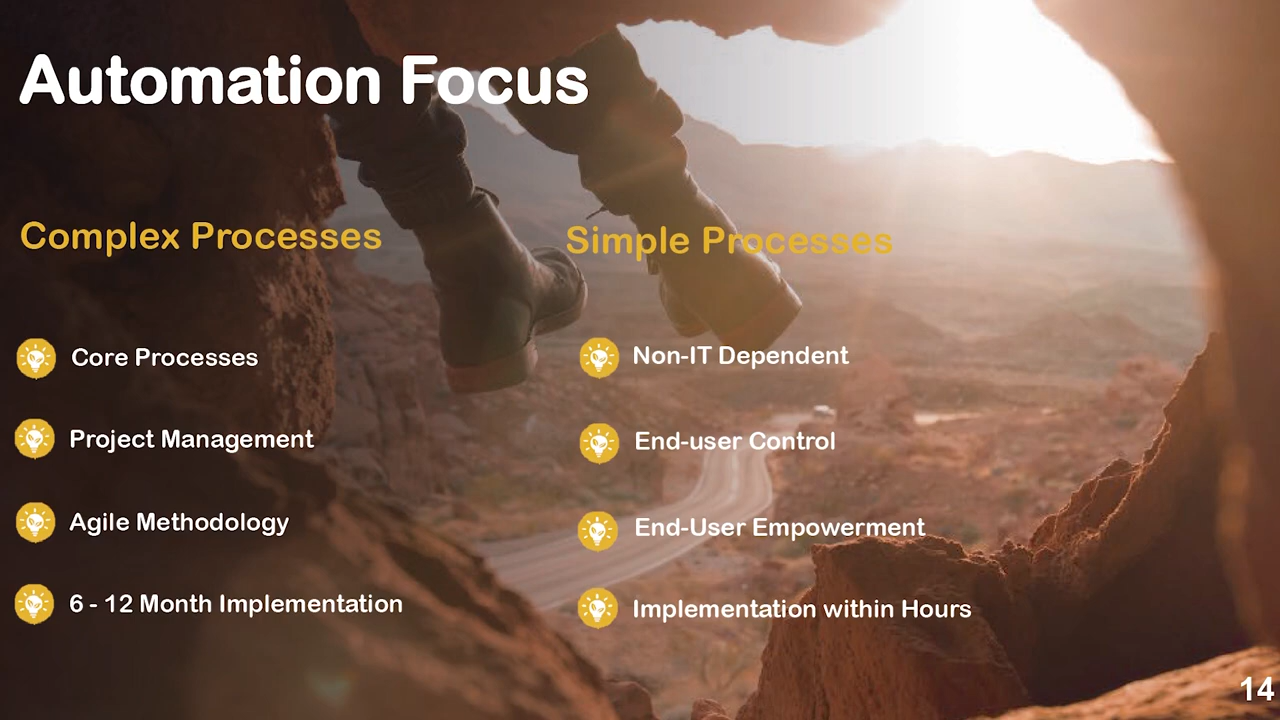 Automation Focus
Complex Processes
Core Processes
Project Management
Agile Methodology
6 - 12 Month Implementation
Simple Processes
Non-IT Dependent
End-user Control
End-User Empowerment
Implementation within Hours
14